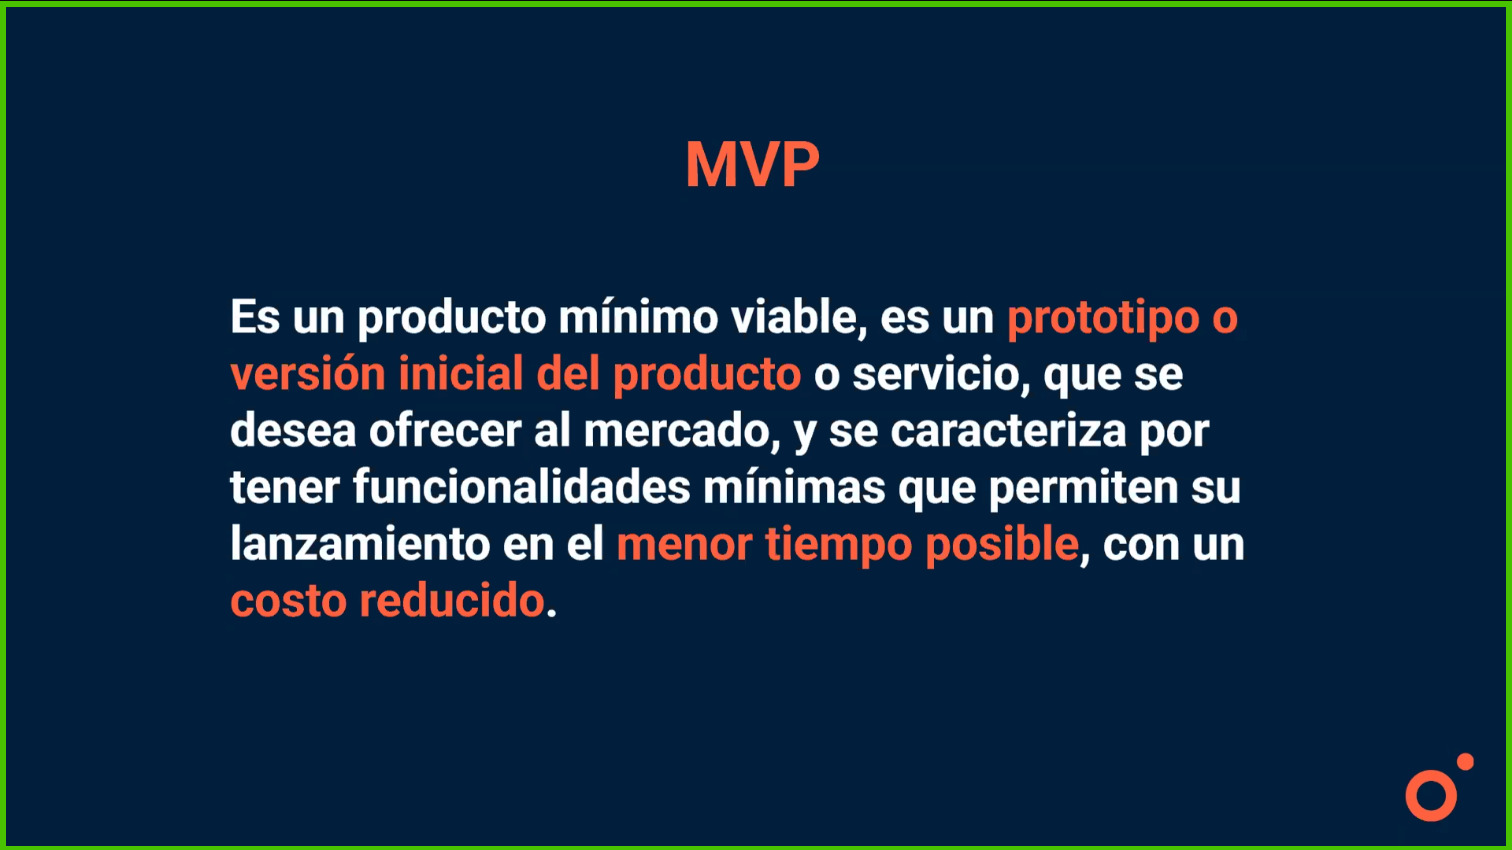 MVP
Es un producto mínimo viable, es un prototipo o
versión inicial del producto o servicio, que se
desea ofrecer al mercado, y se caracteriza por
tener funcionalidades mínimas que permiten su
lanzamiento en el menor tiempo posible, con un
costo reducido.